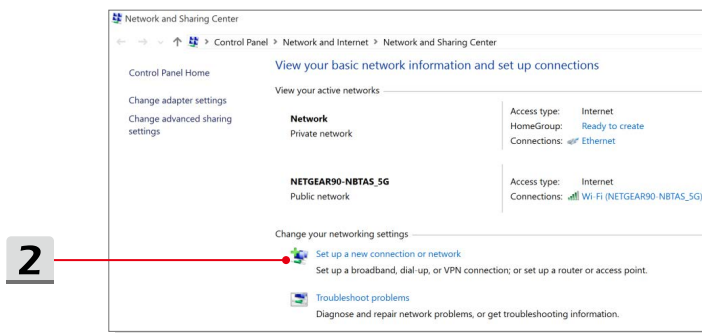 Network and Sharing Center
Control Panel > Network and Internet > Network and Sharing Center
Control Panel Home
Change adapter settings
Change advanced sharing
settings
View your basic network information and set up connections
View your active networks
Network
Private network
Access type: Internet
HomeGroup: Ready to create
Connections: Ethernet
NETGEAR90-NBTAS_5G
Public network
Access type: Internet
Connections: Wi-Fi (NETGEAR90-NBTAS_5G)
Change your networking settings
2
Set up a new connection or network
Set up a broadband, dial-up, or VPN connection; or set up a router or access point.
Troubleshoot problems
Diagnose and repair network problems, or get troubleshooting information.